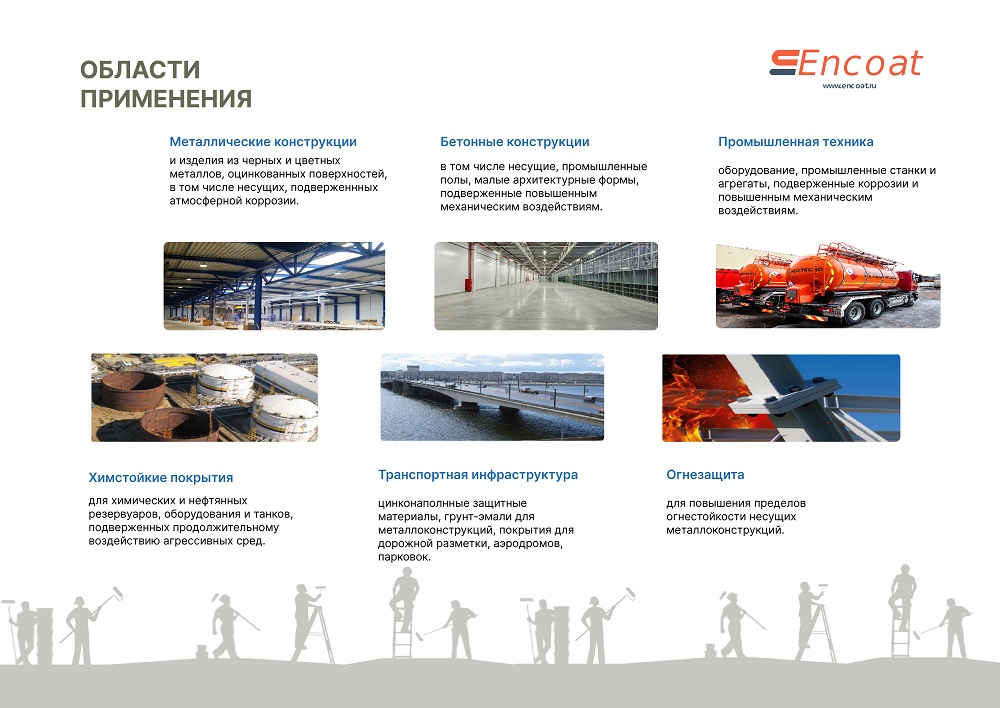 ОБЛАСТИ
ПРИМЕНЕНИЯ
Encoat
www.encoat.ru
Металлические конструкции
и изделия из черных и цветных
металлов, оцинкованных поверхностей,
в том числе несущих, подверженнных
атмосферной коррозии.
Бетонные конструкции
в том числе несущие, промышленные
полы, малые архитектурные формы,
подверженные повышенным
механическим воздействиям.
Промышленная техника
оборудование, промышленные станки и
агрегаты, подверженные коррозии и
повышенным механическим
воздействиям.
Химстойкие покрытия
для химических и нефтянных
резервуаров, оборудования и танков,
подверженных продолжительному
воздействию агрессивных сред.
Транспортная инфраструктура
цинконаполнные защитные
материалы, грунт-эмали для
металлоконструкций, покрытия для
дорожной разметки, аэродромов,
парковок.
Огнезащита
для повышения пределов
огнестойкости несущих
металлоконструкций.